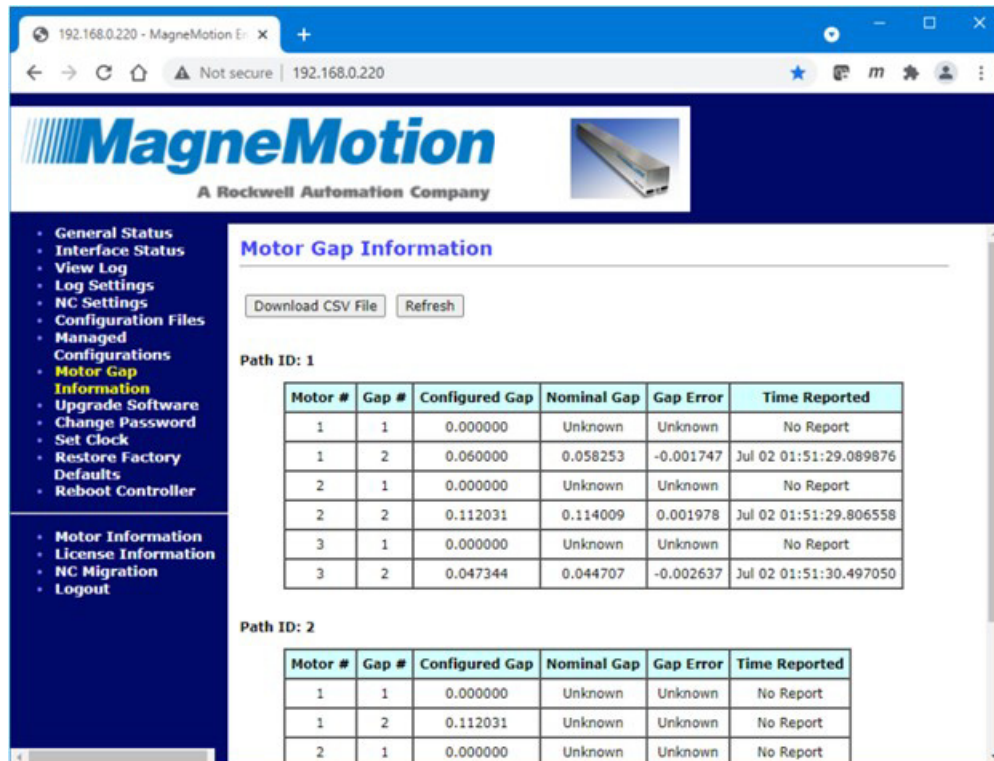 192.168.0.220 - MagneMotion En
Not secure | 192.168.0.220
MagneMotion
A Rockwell Automation Company
General Status
Interface Status
View Log
Log Settings
NC Settings
Configuration Files
Managed
Configurations
Motor Gap
Information
Upgrade Software
Change Password
Set Clock
Restore Factory
Defaults
Reboot Controller
Motor Information
License Information
NC Migration
Logout
Motor Gap Information
Download CSV File Refresh
Path ID: 1
Motor # Gap # Configured Gap Nominal Gap Gap Error Time Reported
1 1 0.000000 Unknown Unknown No Report
1 2 0.060000 0.058253 -0.001747 Jul 02 01:51:29.089876
2 1 0.000000 Unknown Unknown No Report
2 2 0.112031 0.114009 0.001978 Jul 02 01:51:29.806558
3 1 0.000000 Unknown Unknown No Report
3 2 0.047344 0.044707 -0.002637 Jul 02 01:51:30.497050
Path ID: 2
Motor # Gap # Configured Gap Nominal Gap Gap Error Time Reported
1 1 0.000000 Unknown Unknown No Report
1 2 0.112031 Unknown Unknown No Report
2 1 0.000000 Unknown Unknown No Report